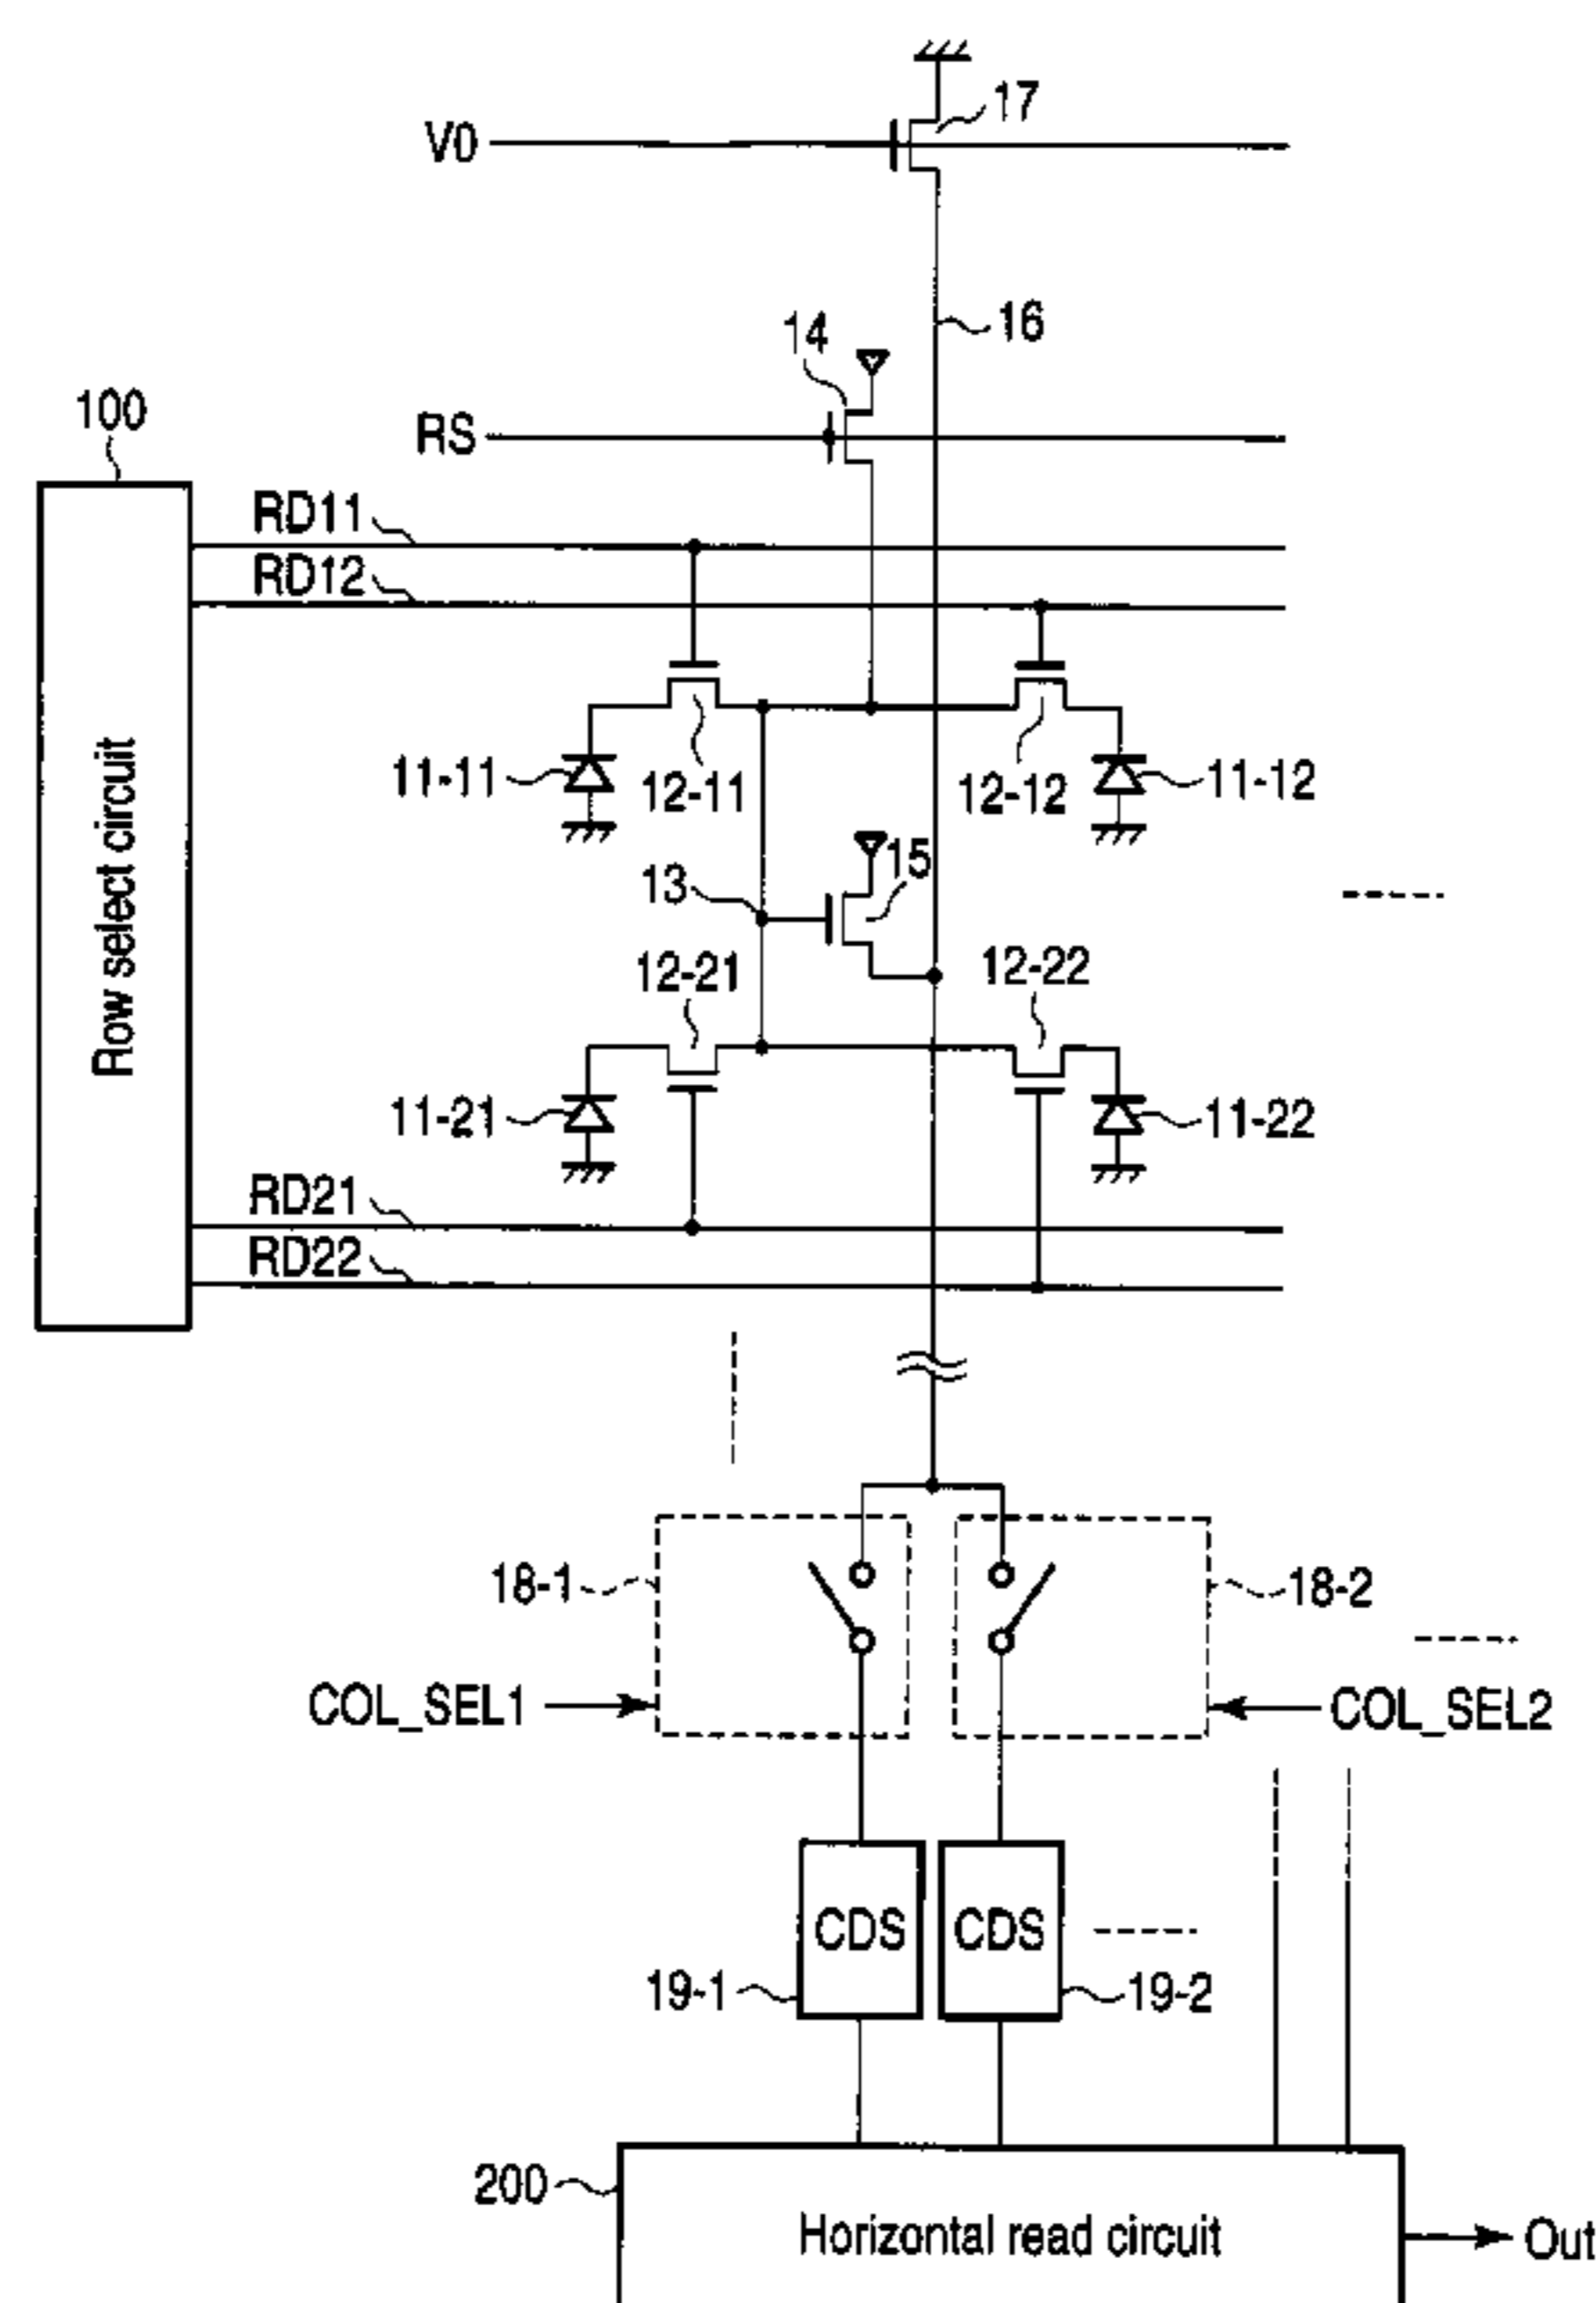 17
V0
16
14
100
RS
RD11
RD12
11-11
12-11
12-12
11-12
13
15
Row select circuit
12-21
12-22
11-21
11-22
RD21
RD22
18-1
18-2
COL_SEL1
COL_SEL2
CDS
CDS
19-1
19-2
200
Horizontal read circuit
Out